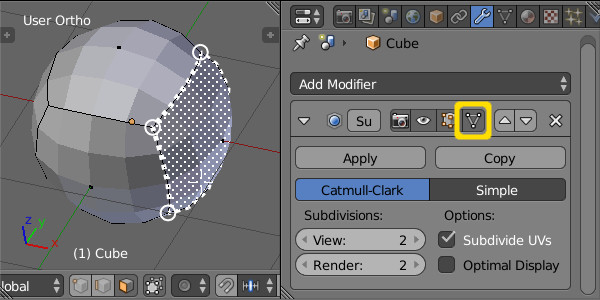 User Ortho
Cube
Add Modifier
Su
Apply
Copy
Catmull-Clark
Simple
Subdivisions:
Options:
View: 2
Subdivide UVs
Render: 2
Optimal Display
z
y
x
(1) Cube
lobal